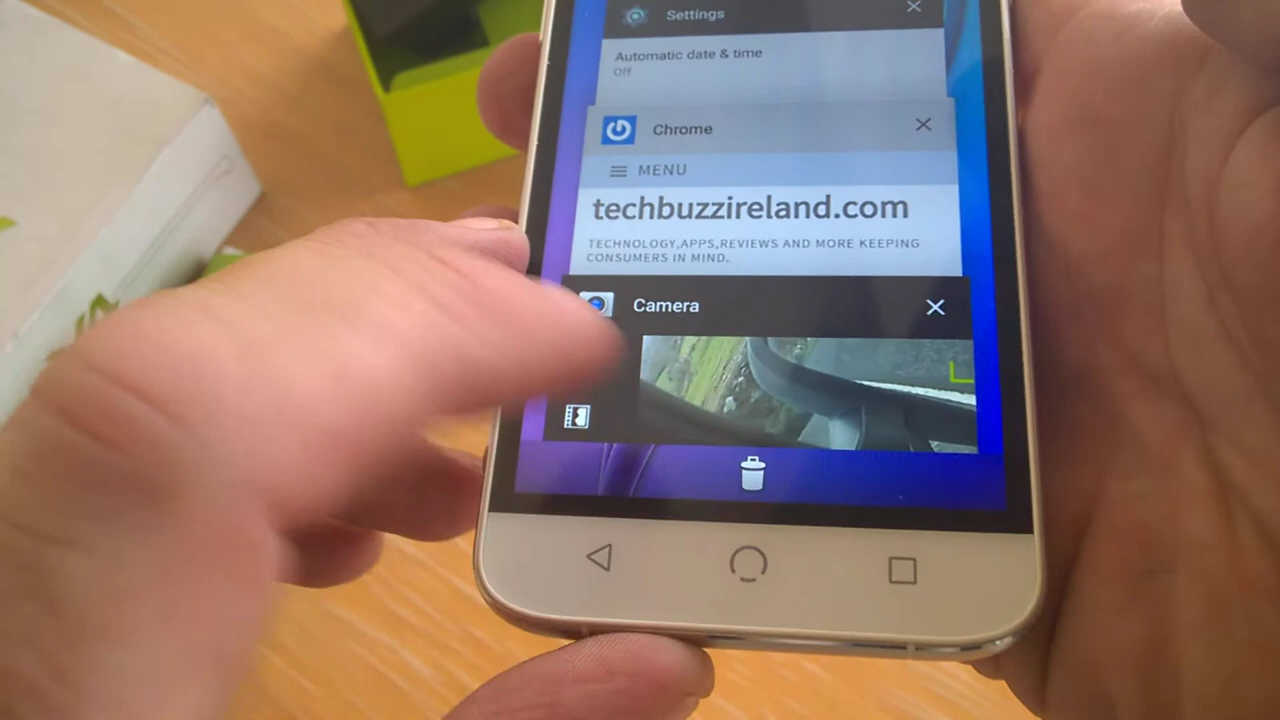 Settings
Automatic date & time
Off
Chrome
MENU
techbuzzireland.com
TECHNOLOGY,APPS,REVIEWS AND MORE KEEPING
CONSUMERS IN MIND.
Camera